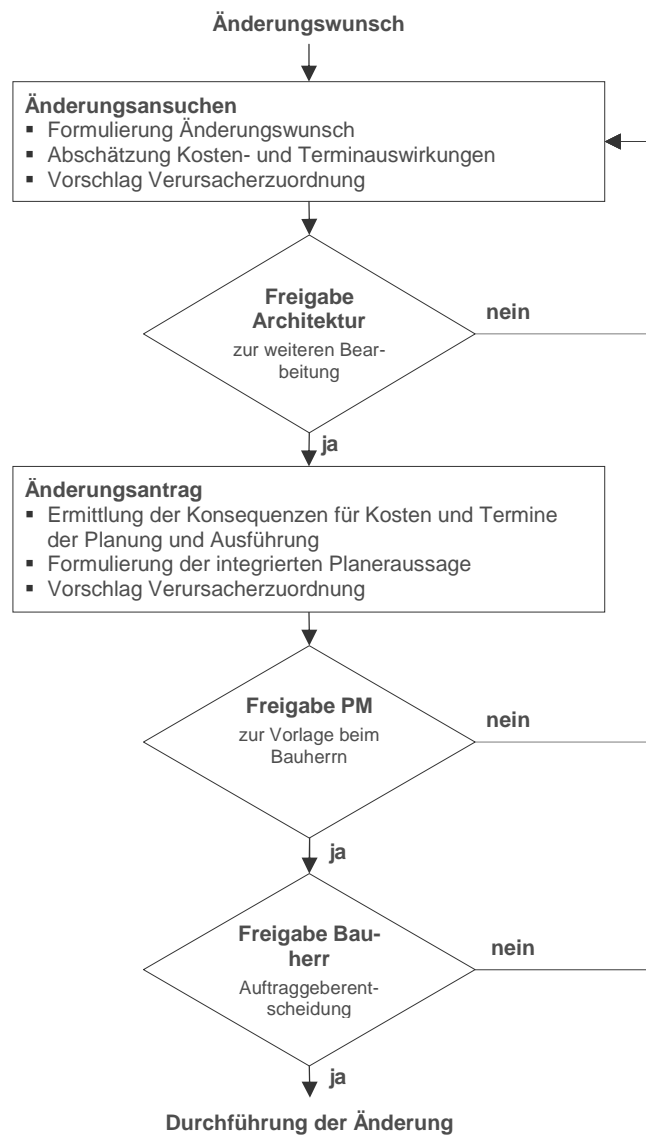 Änderungswunsch
Änderungsansuchen
▪ Formulierung Änderungswunsch
▪ Abschätzung Kosten- und Terminauswirkungen
▪ Vorschlag Verursacherzuordnung
Freigabe
Architektur
zur weiteren Bear-
beitung
nein
ja
Änderungsantrag
▪ Ermittlung der Konsequenzen für Kosten und Termine
der Planung und Ausführung
▪ Formulierung der integrierten Planeraussage
▪ Vorschlag Verursacherzuordnung
Freigabe PM
zur Vorlage beim
Bauherrn
nein
ja
Freigabe Bau-
herr
Auftraggeberent-
scheidung
nein
ja
Durchführung der Änderung